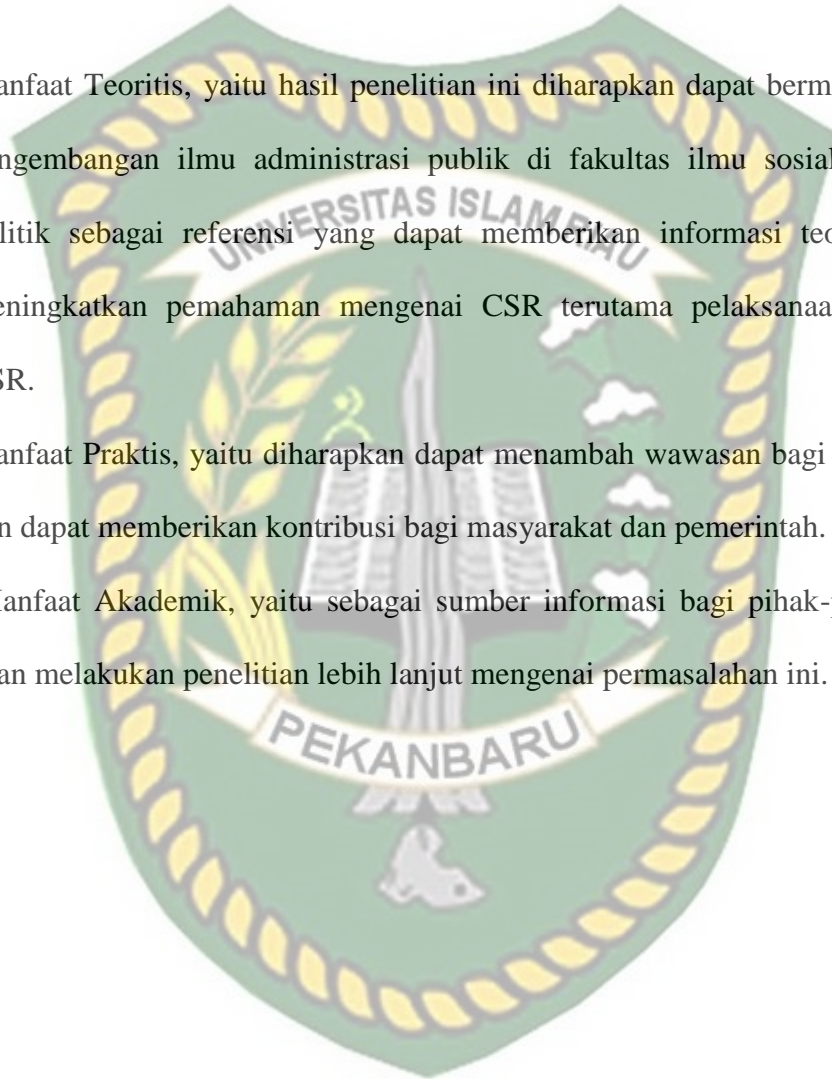 anfaat Teoritis, yaitu hasil penelitian ini diharapkan dapat berm
ngembangan ilmu administrasi publik di fakultas ilmu sosial
litik sebagai referensi yang dapat memberikan informasi teo
eningkatkan pemahaman mengenai CSR terutama pelaksanaa
SR.
anfaat Praktis, yaitu diharapkan dapat menambah wawasan bagi
n dapat memberikan kontribusi bagi masyarakat dan pemerintah.
anfaat Akademik, yaitu sebagai sumber informasi bagi pihak-p
an melakukan penelitian lebih lanjut mengenai permasalahan ini.
UNIVERSITAS ISLAM RIAU
PEKANBARU